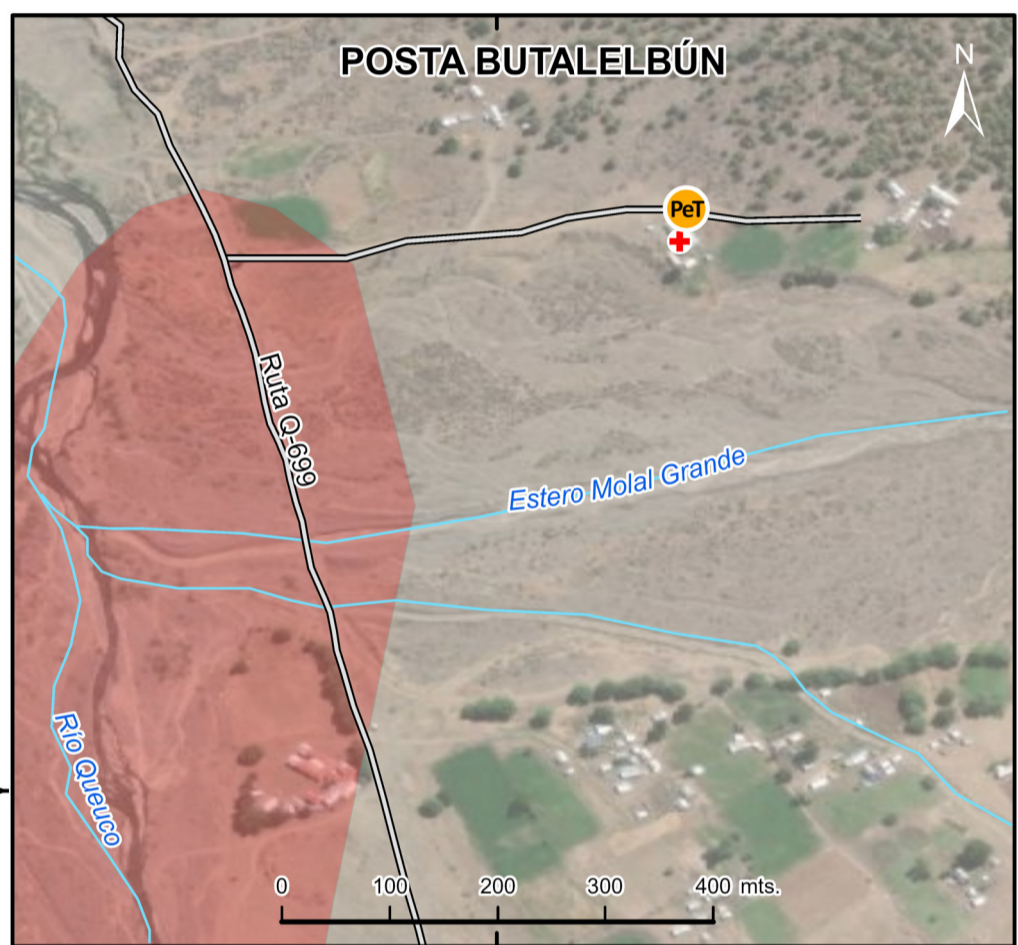 POSTA BUTALELBÚN
N
PeT
Ruta Q-699
Estero Molal Grande
Río Queuco
0 100 200 300 400 mts.